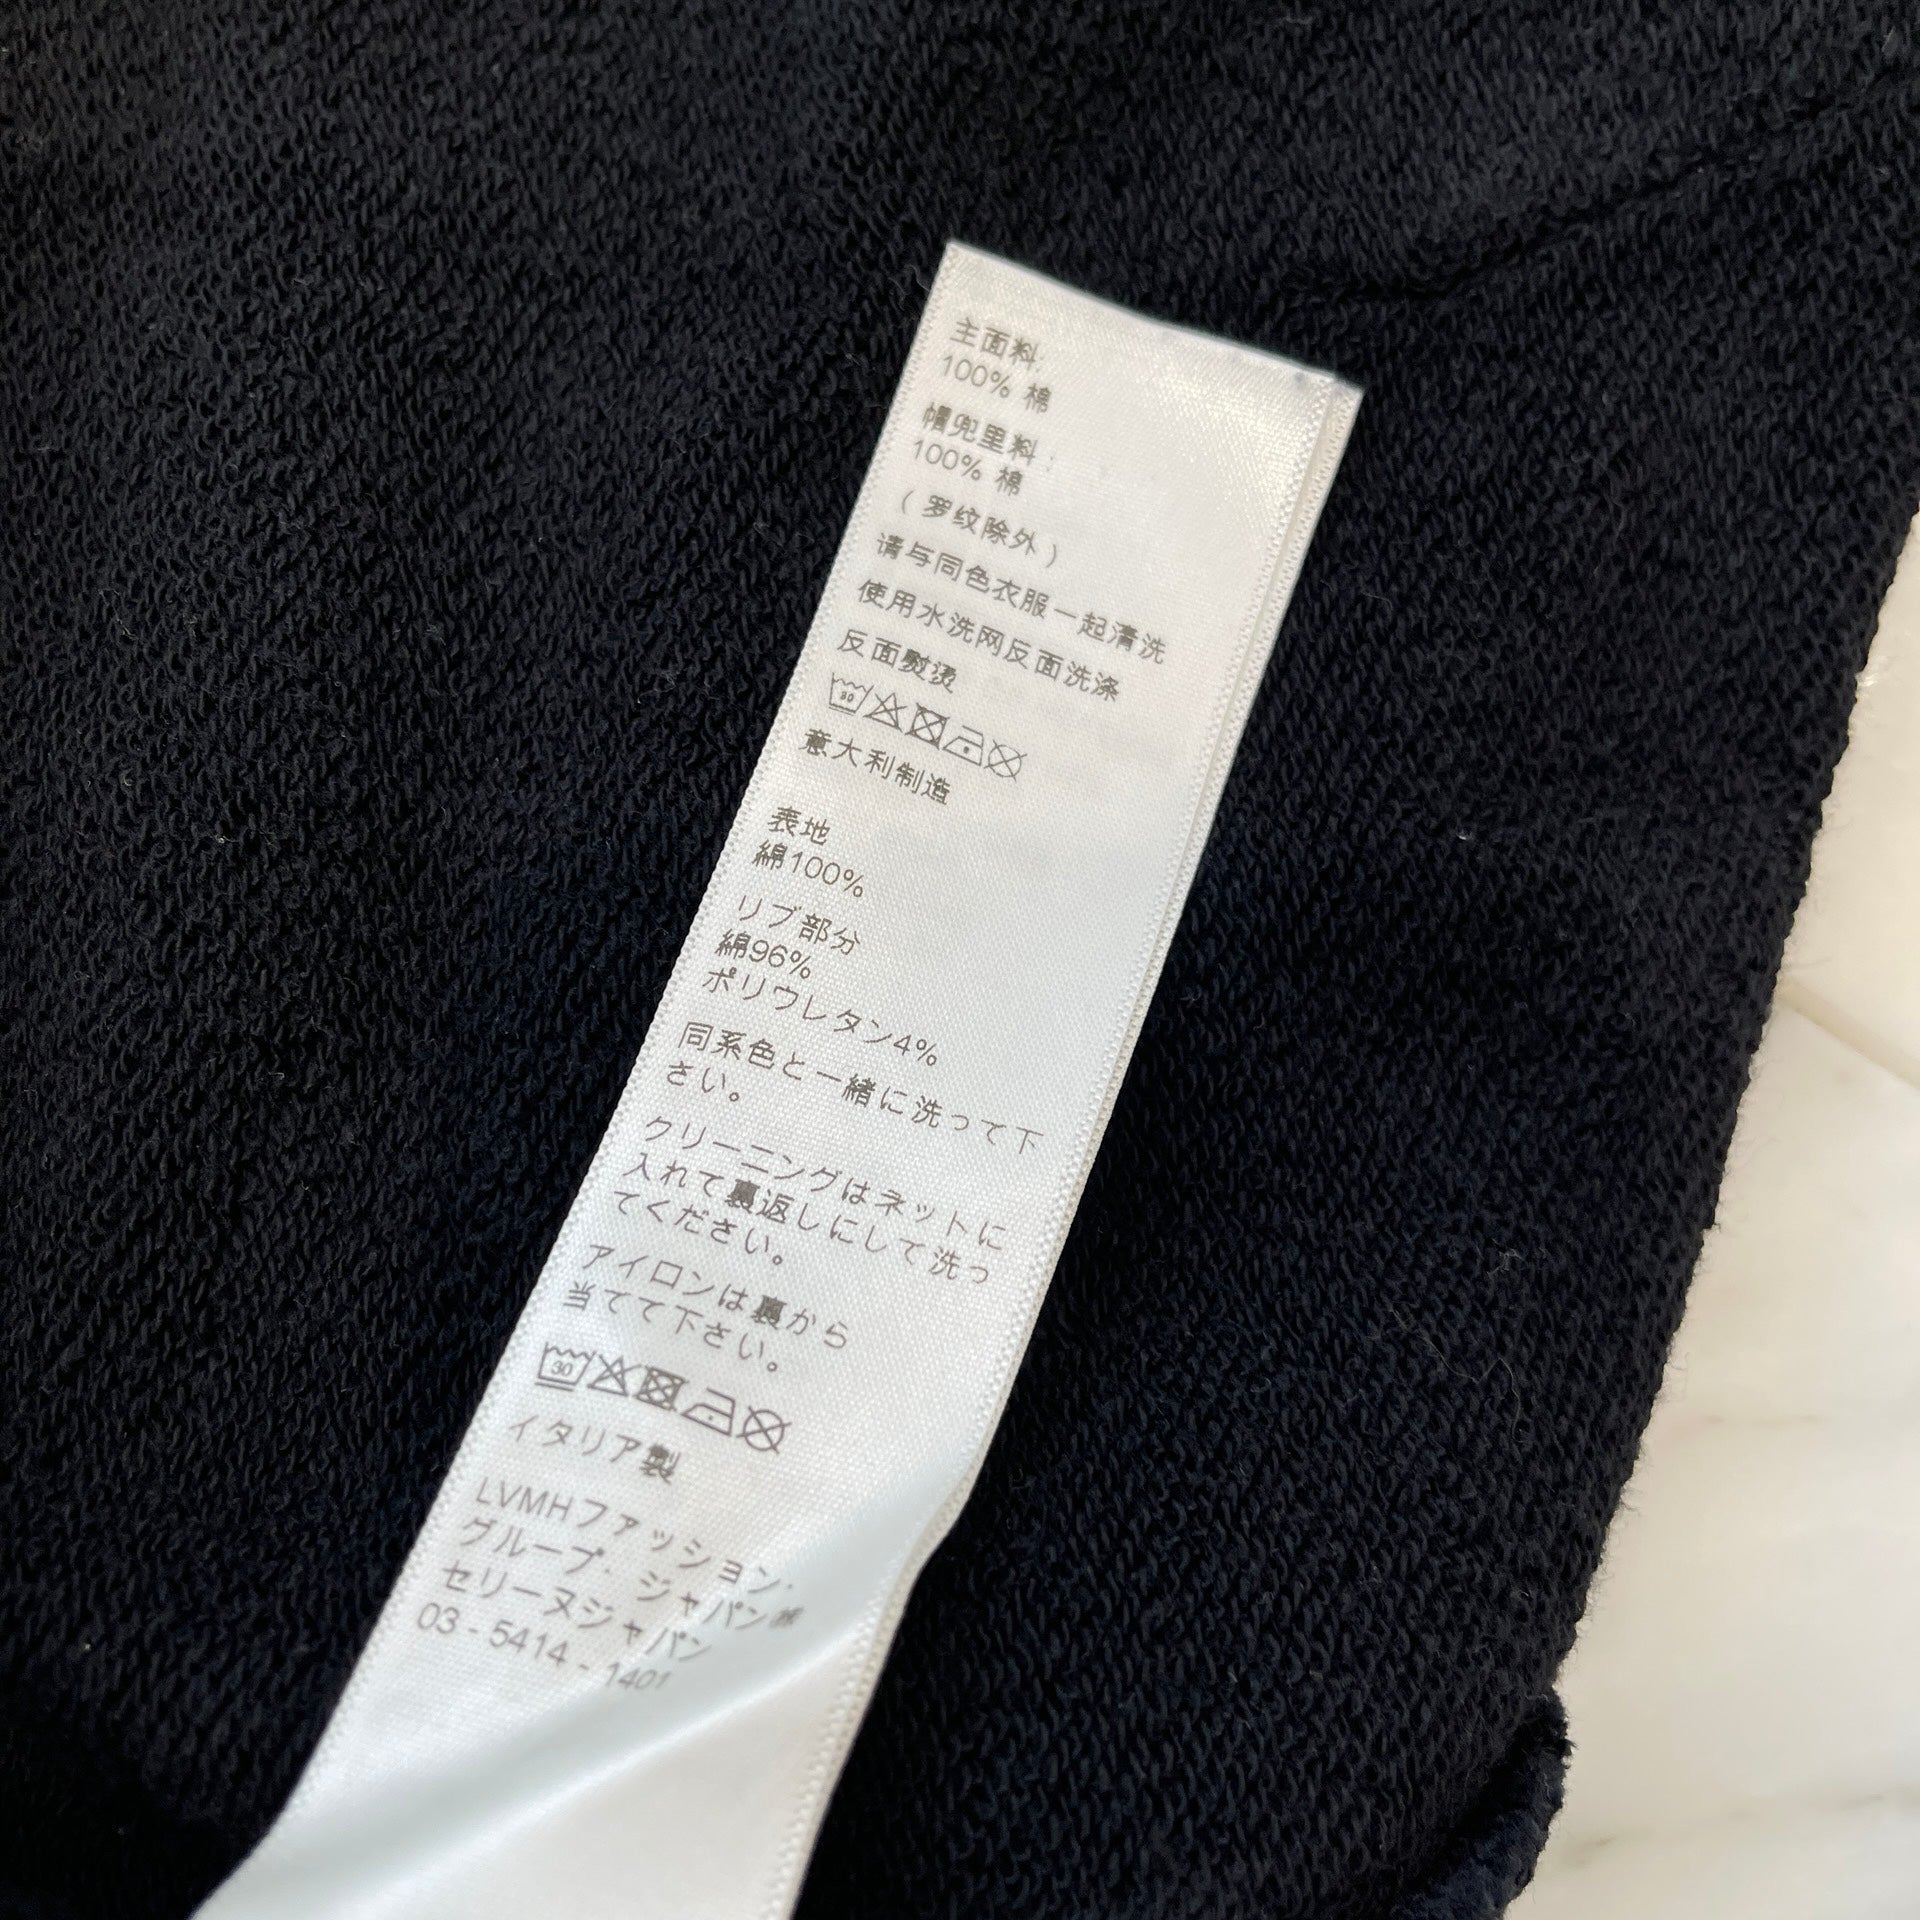 主面料:
100% 棉
帽兜里料:
100% 棉
(罗纹除外)
请与同色衣服一起清洗
使用水洗网反面洗涤
反面熨烫
30
意大利制造
表地
綿100%
リブ部分
綿96%
ポリウレタン4%
同系色と一緒に洗って下
さい。
クリーニングはネットに
入れて裏返しにして洗っ
てください。
アイロンは裏から
当てて下さい。
30
イタリア製
LVMHファッション・
グループ・ジャパン㈱
セリーヌジャパン
03-5414-1401